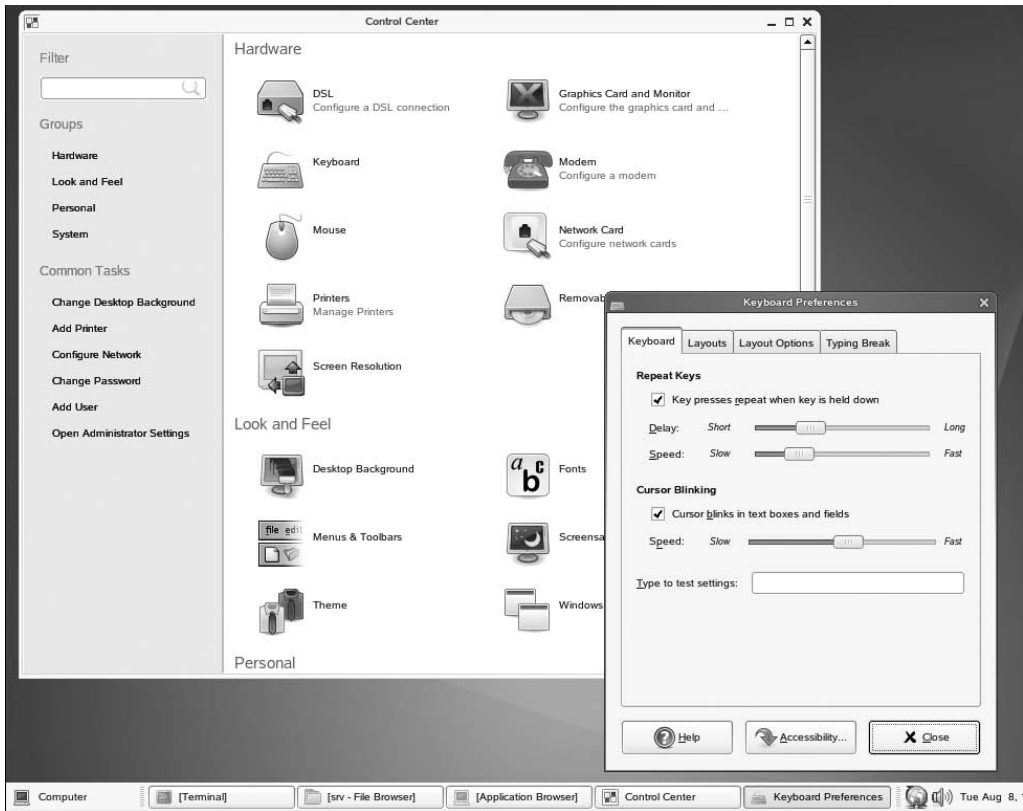 Control Center
Filter
Groups
Hardware
Look and Feel
Personal
System
Common Tasks
Change Desktop Background
Add Printer
Configure Network
Change Password
Add User
Open Administrator Settings
Hardware
DSL
Configure a DSL connection
Graphics Card and Monitor
Configure the graphics card and ...
Keyboard
Modem
Configure a modem
Mouse
Network Card
Configure network cards
Printers
Manage Printers
Removab
Screen Resolution
Look and Feel
Desktop Background
a b c
Fonts
file edi
Menus & Toolbars
Screensa
Theme
Windows
Personal
Keyboard Preferences
Keyboard
Layouts
Layout Options
Typing Break
Repeat Keys
Key presses repeat when key is held down
Delay: Short Long
Speed: Slow Fast
Cursor Blinking
Cursor blinks in text boxes and fields
Speed: Slow Fast
Type to test settings:
Help
Accessibility...
Close
Computer
[Terminal]
[srv - File Browser]
[Application Browser]
Control Center
Keyboard Preferences
Tue Aug 8,